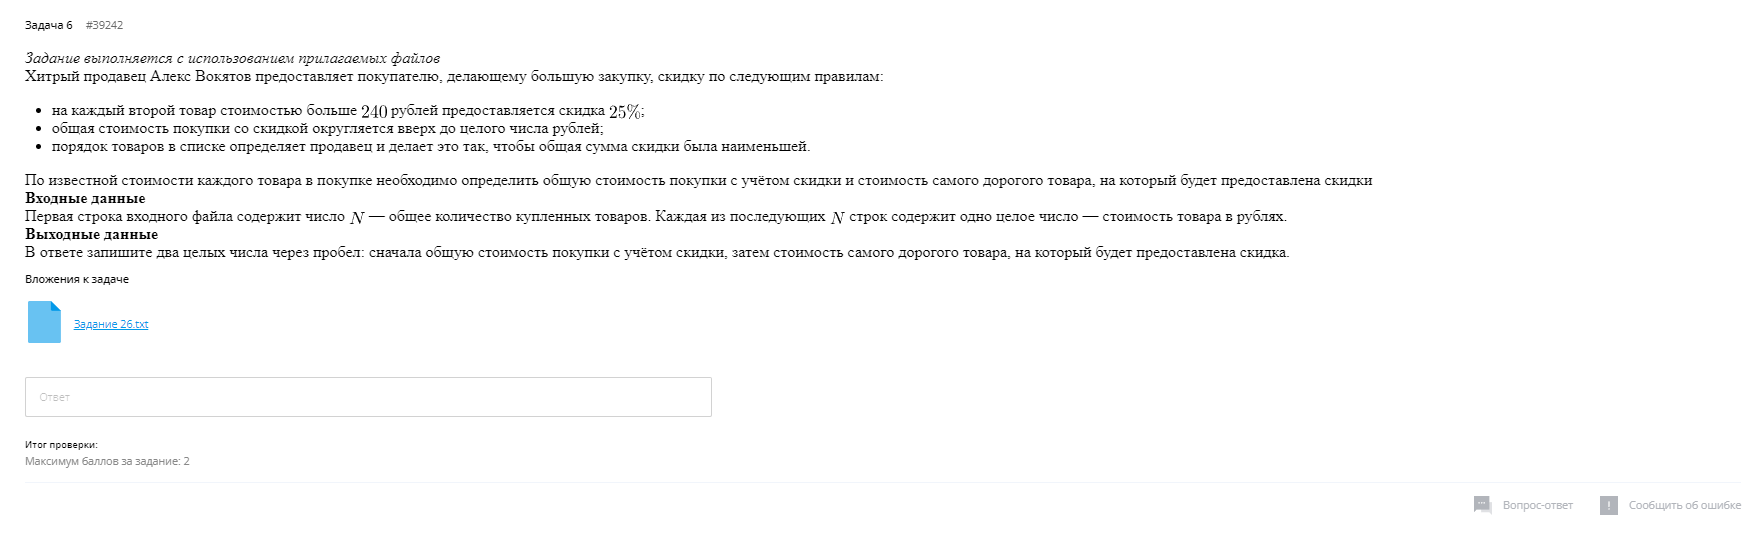 Задача 6 #39242
Задание выполняется с использованием прилагаемых файлов
Хитрый продавец Алекс Вокятов предоставляет покупателю, делающему большую закупку, скидку по следующим правилам:
• на каждый второй товар стоимостью больше 240 рублей предоставляется скидка 25%;
• общая стоимость покупки со скидкой округляется вверх до целого числа рублей;
• порядок товаров в списке определяет продавец и делает это так, чтобы общая сумма скидки была наименьшей.
По известной стоимости каждого товара в покупке необходимо определить общую стоимость покупки с учётом скидки и стоимость самого дорогого товара, на который будет предоставлена скидки
Входные данные
Первая строка входного файла содержит число N — общее количество купленных товаров. Каждая из последующих N строк содержит одно целое число — стоимость товара в рублях.
Выходные данные
В ответе запишите два целых числа через пробел: сначала общую стоимость покупки с учётом скидки, затем стоимость самого дорогого товара, на который будет предоставлена скидка.
Вложения к задаче
Задание 26.txt
Ответ
Итог проверки:
Максимум баллов за задание: 2
Вопрос-ответ ! Сообщить об ошибке